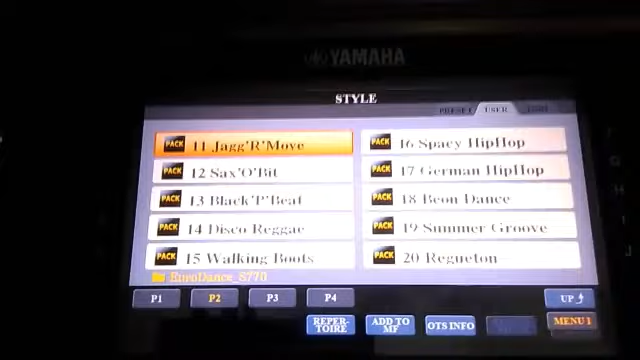 YAMAHA
STYLE
PRESET USER
PACK 11 Jagg'R'Move
PACK 12 Sax'O'Bit
PACK 13 Black'P'Beat
PACK 14 Disco Reggae
PACK 15 Walking Boots
PACK 16 Spacy HipHop
PACK 17 German HipHop
PACK 18 Beon Dance
PACK 19 Summer Groove
PACK 20 Regueton
EuroDance_S770
P1 P2 P3 P4 UP
REPER-
TOIRE
ADD TO
MF
OTS INFO
MENU 1